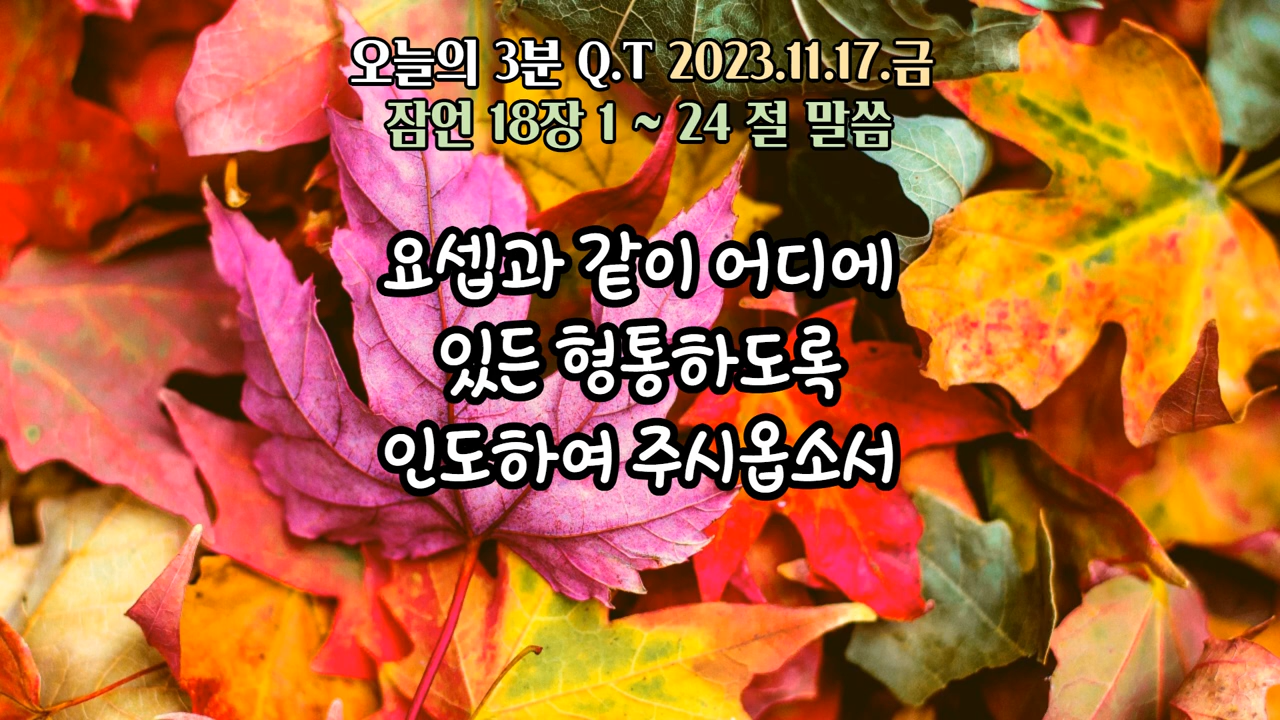 오늘의 3분 Q.T 2023.11.17.금
잠언 18장 1 ~ 24 절 말씀
요셉과 같이 어디에
있든 형통하도록
인도하여 주시옵소서